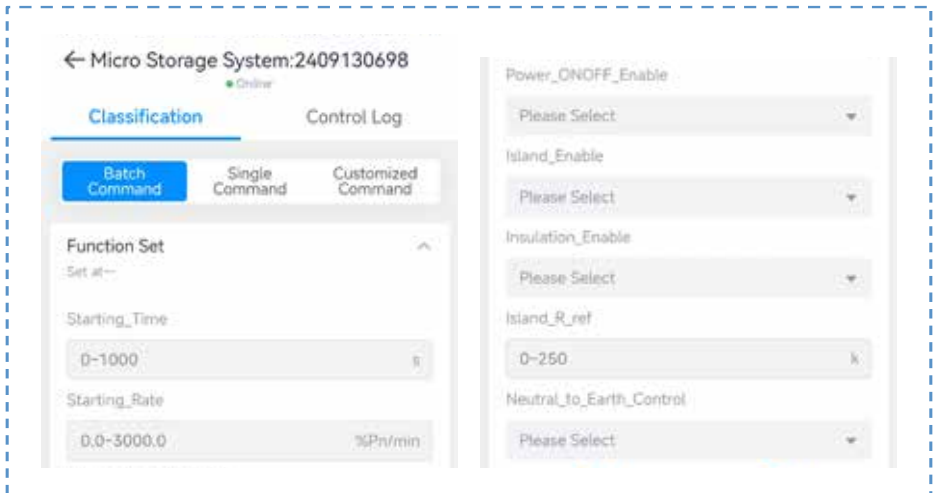 ← Micro Storage System:2409130698
Online
Classification
Control Log
Batch Command
Single Command
Customized Command
Function Set
Set at--
Starting_Time
0~1000 s
Starting_Rate
0.0~3000.0 %Pn/min
Power_ONOFF_Enable
Please Select
Island_Enable
Please Select
Insulation_Enable
Please Select
Island_R_ref
0~250 k
Neutral_to_Earth_Control
Please Select